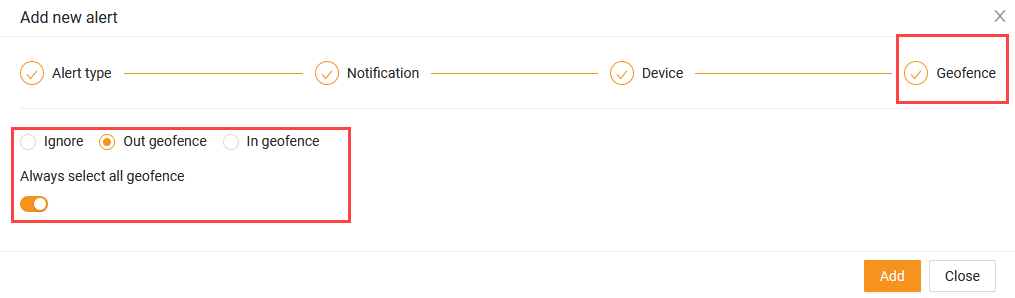 Add new alert
Alert type Notification Device Geofence
Ignore Out geofence In geofence
Always select all geofence
Add Close